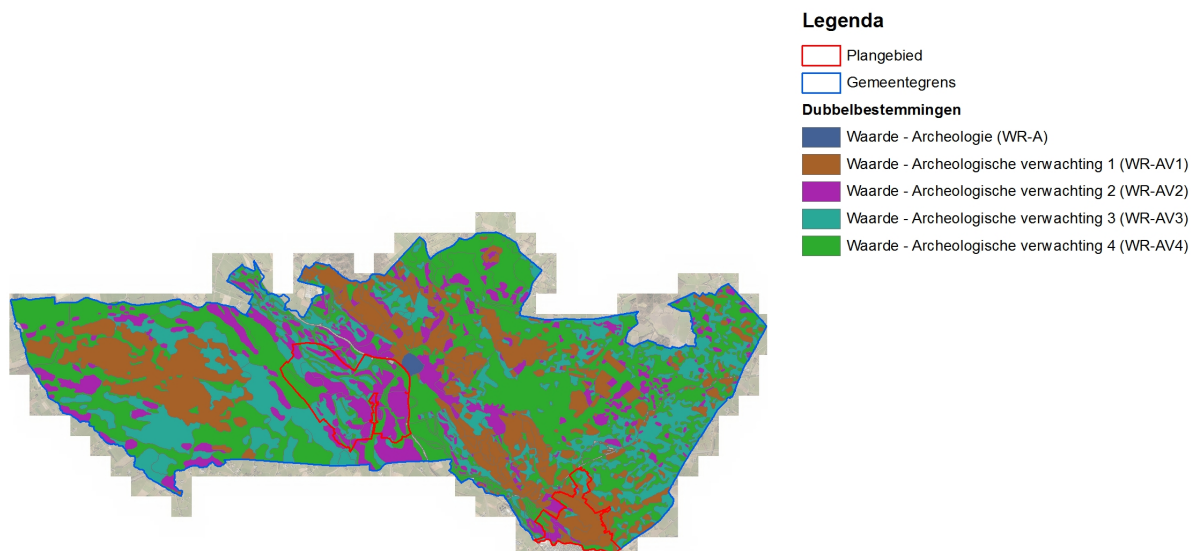 Legenda
Plangebied
Gemeentegrens
Dubbelbestemmingen
Waarde - Archeologie (WR-A)
Waarde - Archeologische verwachting 1 (WR-AV1)
Waarde - Archeologische verwachting 2 (WR-AV2)
Waarde - Archeologische verwachting 3 (WR-AV3)
Waarde - Archeologische verwachting 4 (WR-AV4)